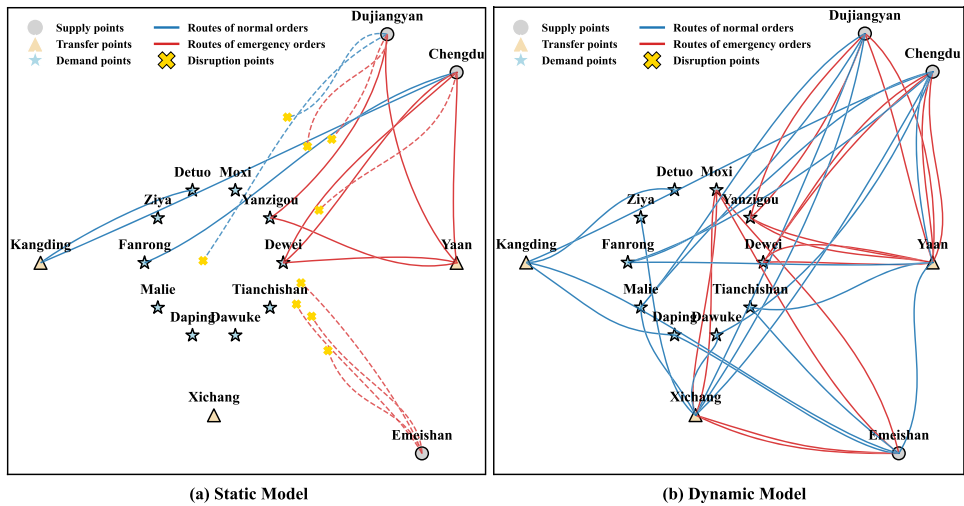 Supply points
Routes of normal orders
Transfer points
Routes of emergency orders
Demand points
Disruption points
Dujiangyan
Chengdu
Detuo Moxi
Ziya Yanzigou
Kangding Fanrong Dewei Yaan
Malie Tianchishan
Daping Dawuke
Xichang
Emeishan
(a) Static Model
Supply points
Routes of normal orders
Transfer points
Routes of emergency orders
Demand points
Disruption points
Dujiangyan
Chengdu
Detuo Moxi
Ziya Yanzigou
Kangding Fanrong Dewei Yaan
Malie Tianchishan
Daping Dawuke
Xichang
Emeishan
(b) Dynamic Model